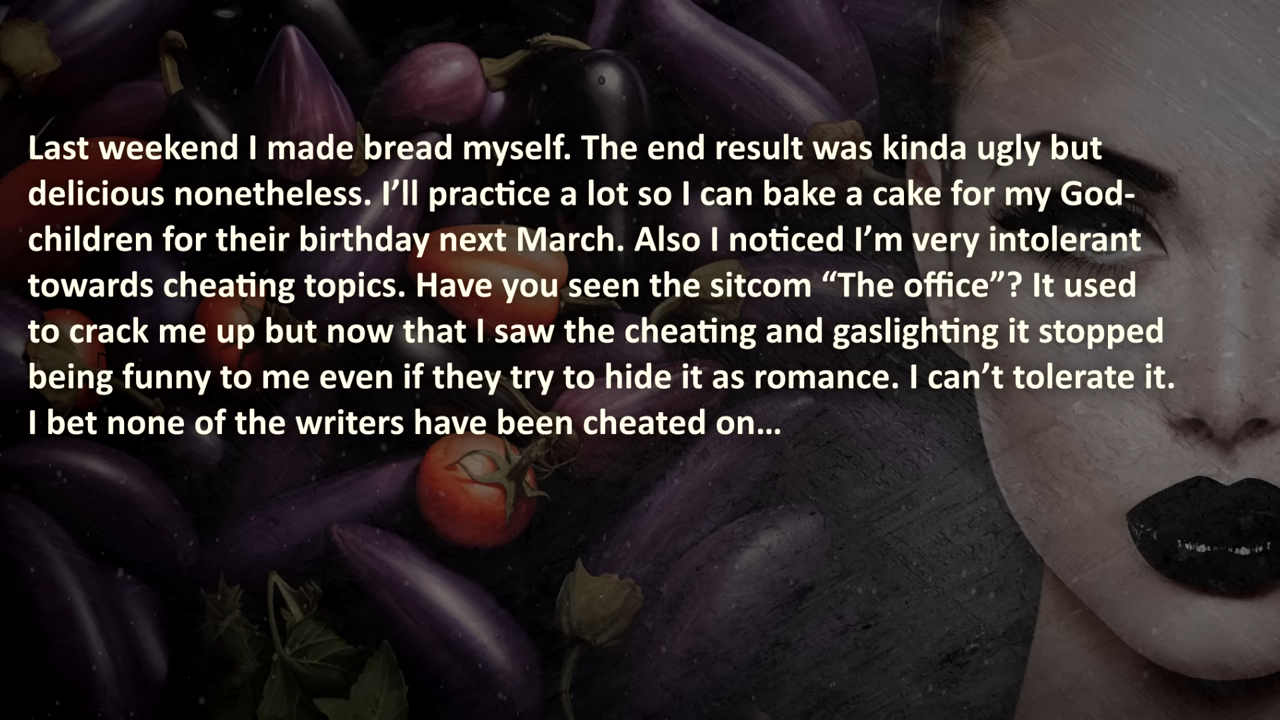 Last weekend I made bread myself. The end result was kinda ugly but
delicious nonetheless. I’ll practice a lot so I can bake a cake for my God-
children for their birthday next March. Also I noticed I’m very intolerant
towards cheating topics. Have you seen the sitcom “The office”? It used
to crack me up but now that I saw the cheating and gaslighting it stopped
being funny to me even if they try to hide it as romance. I can’t tolerate it.
I bet none of the writers have been cheated on…